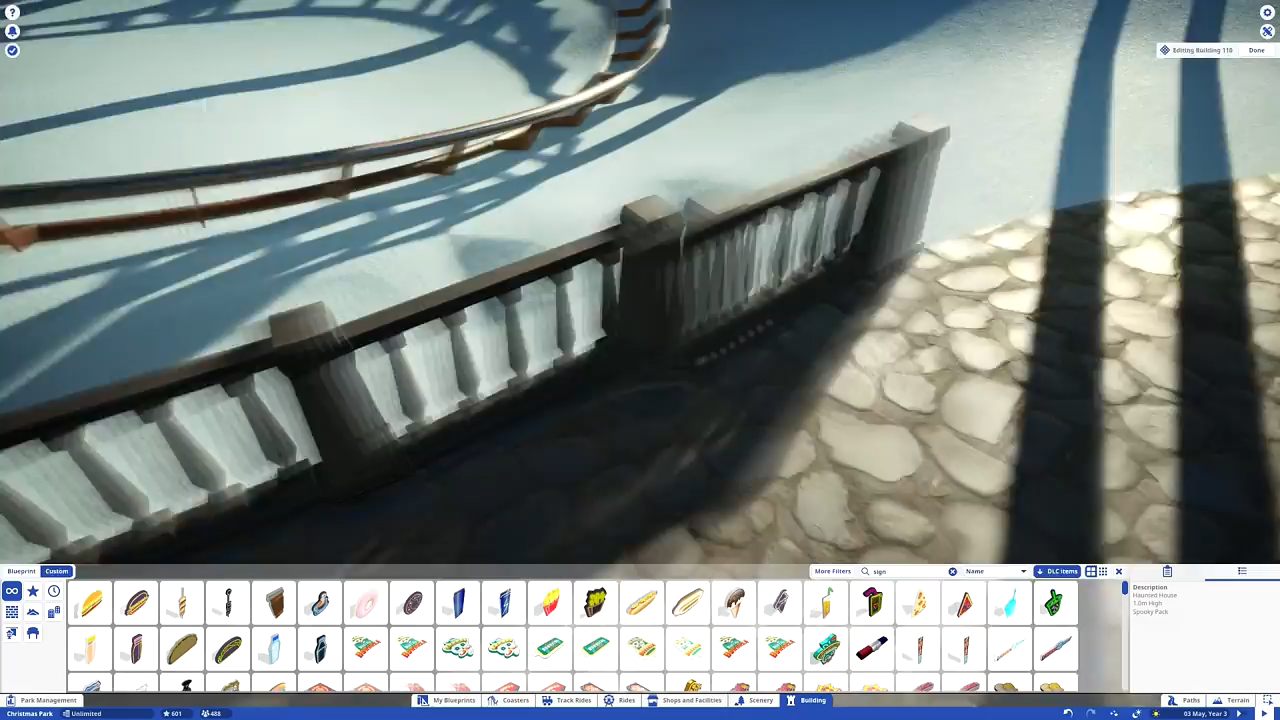 ?
Editing Building 110 Done
Blueprint Custom More Filters sign Name DLC Items
Description
Haunted House
1.0m High
Spooky Pack
Park Management My Blueprints Coasters Track Rides Rides Shops and Facilities Scenery Building Paths Terrain
Christmas Park Unlimited 601 488 03 May, Year 3